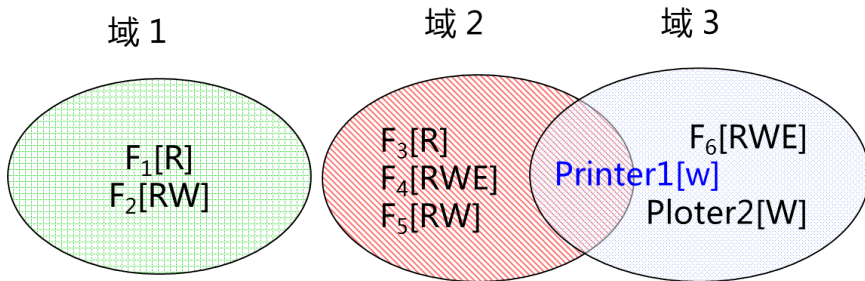 域 1
域 2
域 3
F₁[R]
F₂[RW]
F₃[R]
F₄[RWE]
F₅[RW]
F₆[RWE]
Printer1[w]
Ploter2[W]